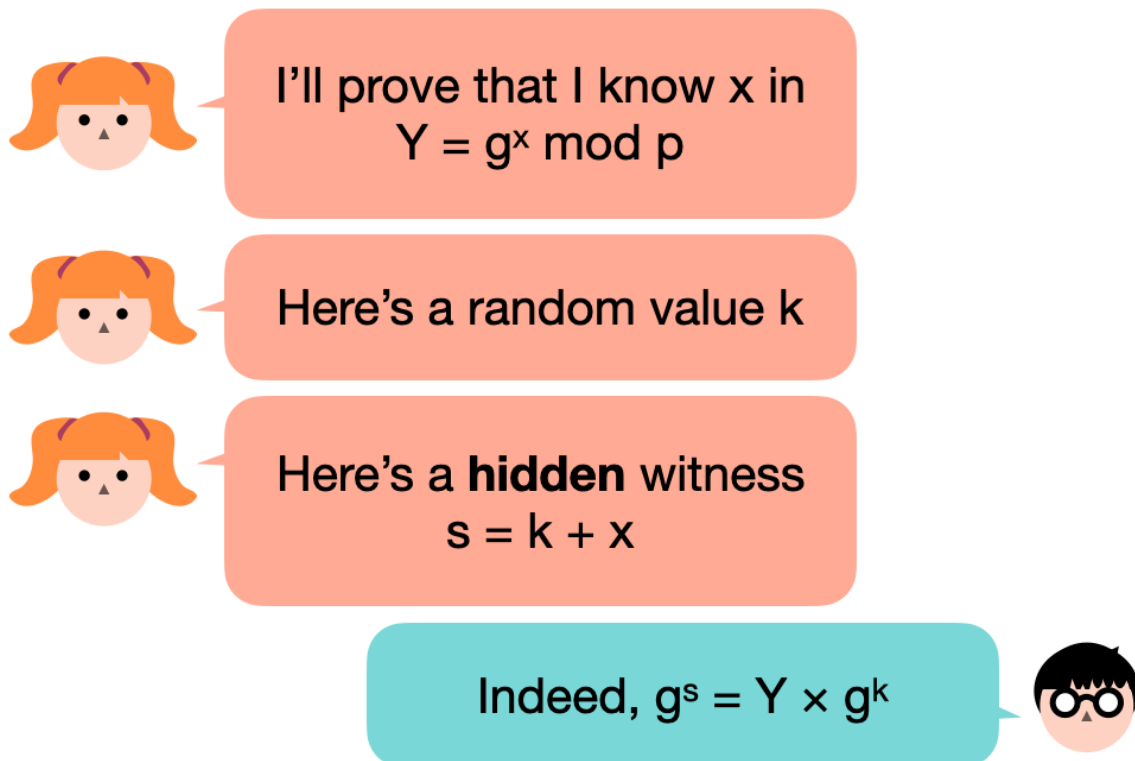 I’ll prove that I know x in
Y = gˣ mod p
Here’s a random value k
Here’s a hidden witness
s = k + x
Indeed, gˢ = Y × gᵏ